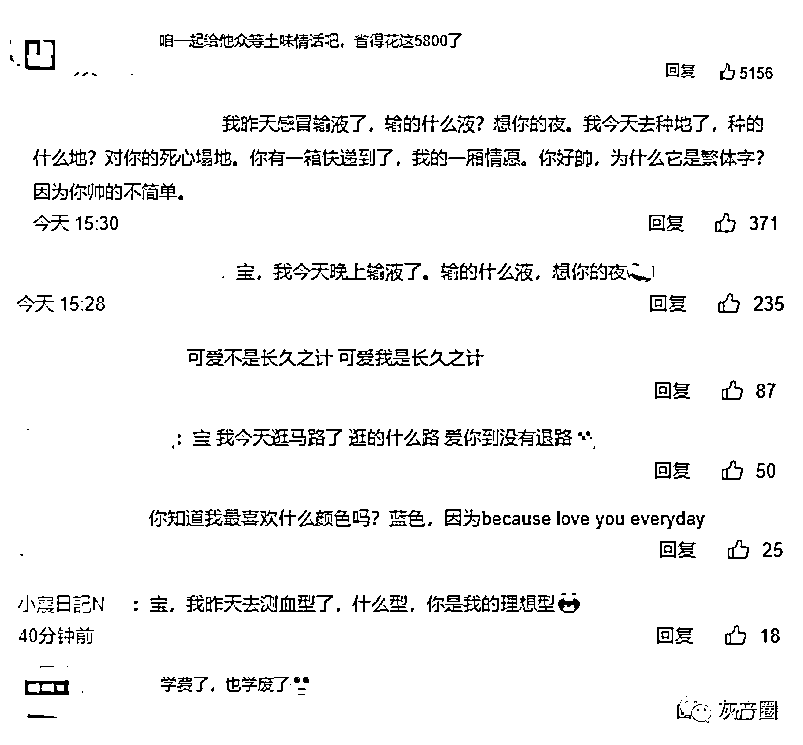 咱一起给他众筹土味情话吧，省得花这5800了
回复 5156
我昨天感冒输液了，输的什么液？想你的夜。我今天去种地了，种的
什么地？对你的死心塌地。你有一箱快递到了，我的一厢情愿。你好帥，为什么它是繁体字？
因为你帅的不简单。
今天 15:30 回复 371
宝，我今天晚上输液了。输的什么液，想你的夜
今天 15:28 回复 235
可爱不是长久之计 可爱我是长久之计
回复 87
：宝 我今天逛马路了 逛的什么路 爱你到没有退路
回复 50
你知道我最喜欢什么颜色吗？蓝色，因为because love you everyday
回复 25
小震日記N ：宝，我昨天去测血型了，什么型，你是我的理想型
40分钟前 回复 18
学费了，也学废了
灰产圈